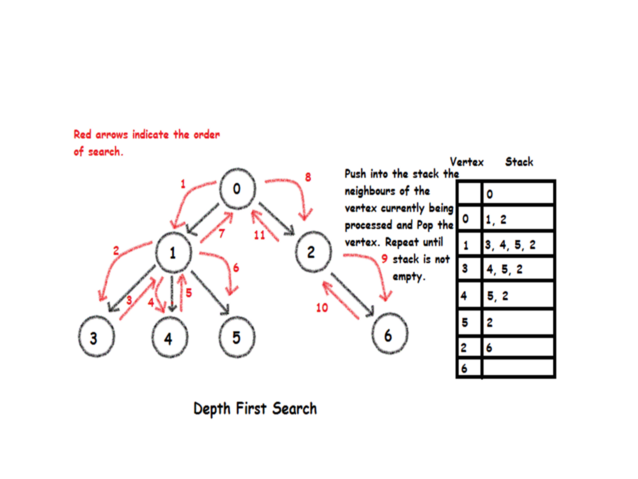 Red arrows indicate the order
of search.
Vertex Stack
Push into the stack the
neighbours of the
vertex currently being
processed and Pop the
vertex. Repeat until
stack is not
empty.
0
1
2
3
4
5
6
1
2
3
4
5
6
7
8
9
10
11
0
0 1, 2
1 3, 4, 5, 2
3 4, 5, 2
4 5, 2
5 2
2 6
6
Depth First Search